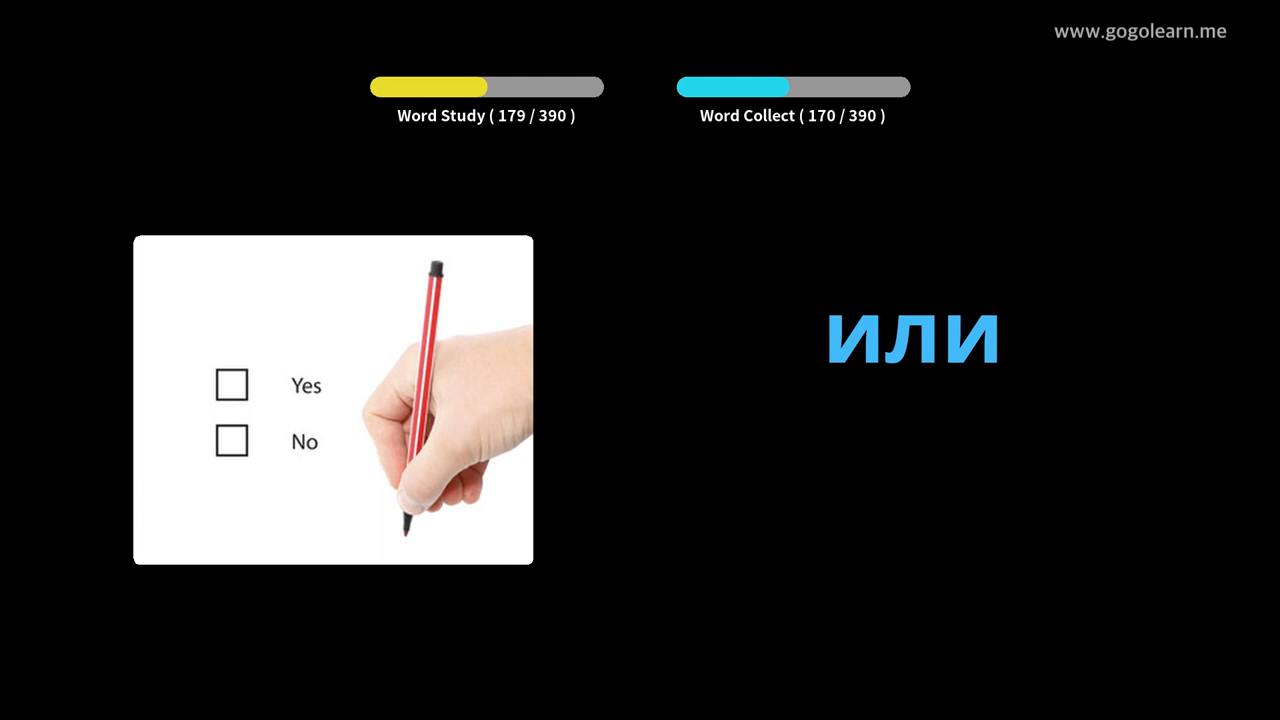 www.gogolearn.me
Word Study ( 179 / 390 )
Word Collect ( 170 / 390 )
Yes
No
или